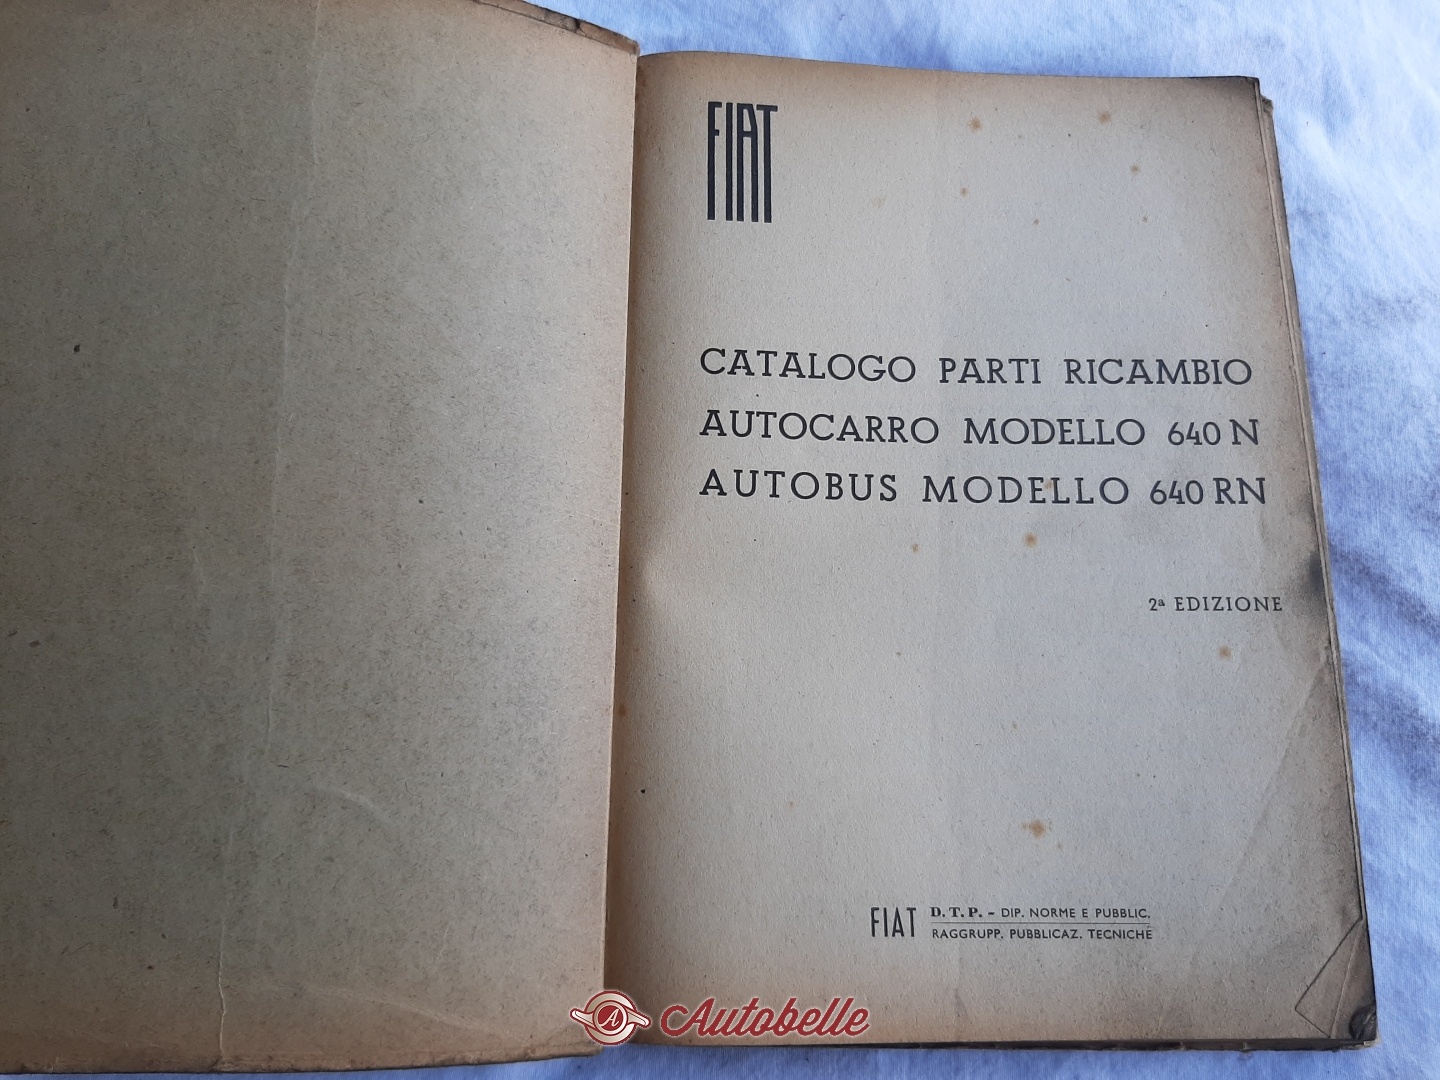 FIAT
CATALOGO PARTI RICAMBIO
AUTOCARRO MODELLO 640 N
AUTOBUS MODELLO 640 RN
2ª EDIZIONE
FIAT D. T. P. - DIP. NORME E PUBBLIC.
RAGGRUPP. PUBBLICAZ. TECNICHE
A Autobelle